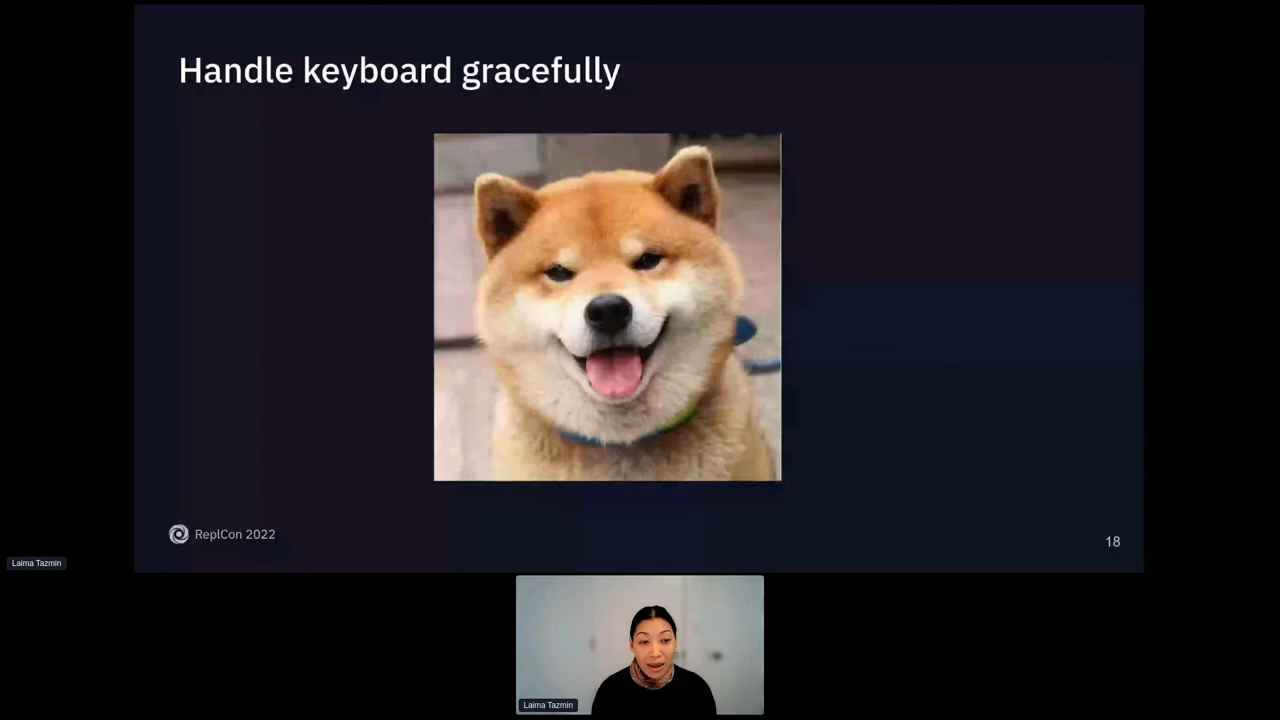 Handle keyboard gracefully
ReplCon 2022
18
Laima Tazmin
Laima Tazmin